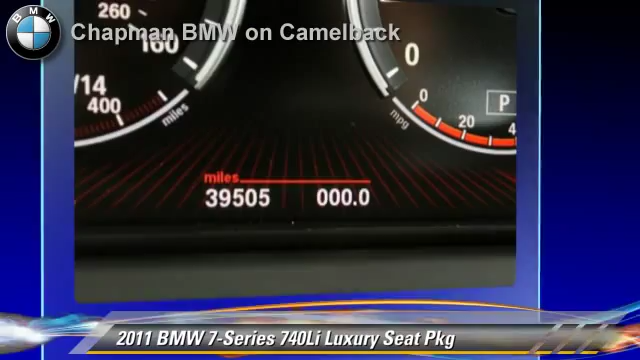 BMW
Chapman BMW on Camelback
260
160
0
/14
400
miles
mpg
0
20
4
P
miles
39505 000.0
2011 BMW 7-Series 740Li Luxury Seat Pkg